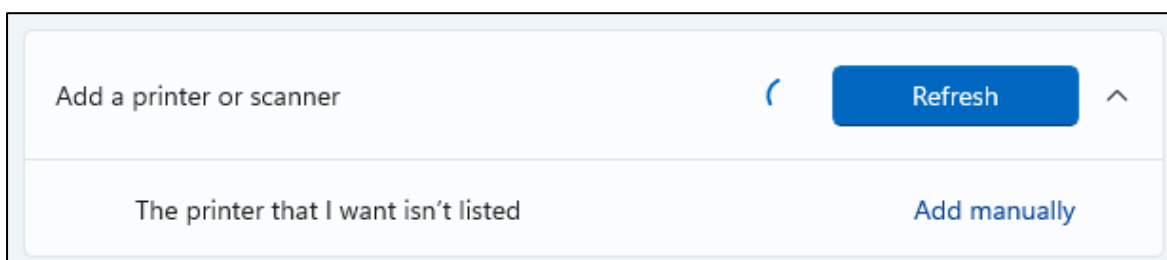 Add a printer or scanner Refresh
The printer that I want isn’t listed Add manually